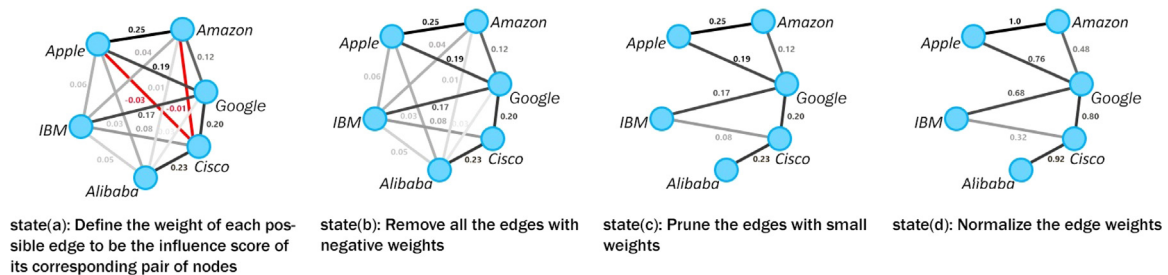 0.25
Amazon
Apple
0.04
0.12
0.19
0.06
0.01
-0.03
-0.01
Google
0.17
0.20
IBM
0.03
0.08
0.05
0.23
Cisco
Alibaba
state(a): Define the weight of each pos-
sible edge to be the influence score of
its corresponding pair of nodes
0.25
Amazon
Apple
0.04
0.12
0.19
0.06
0.01
Google
0.17
0.20
IBM
0.03
0.08
0.05
0.23
Cisco
Alibaba
state(b): Remove all the edges with
negative weights
0.25
Amazon
Apple
0.12
0.19
Google
0.17
0.20
IBM
0.08
0.23
Cisco
Alibaba
state(c): Prune the edges with small
weights
1.0
Amazon
Apple
0.48
0.76
Google
0.68
0.80
IBM
0.32
0.92
Cisco
Alibaba
state(d): Normalize the edge weights